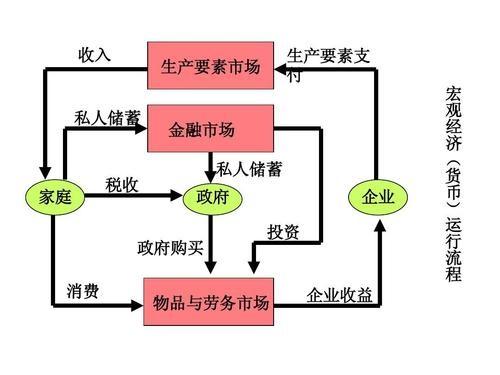 收入
生产要素市场
生产要素支
付
私人储蓄
金融市场
私人储蓄
家庭
税收
政府
企业
政府购买
投资
消费
物品与劳务市场
企业收益
宏观经济（货币）运行流程